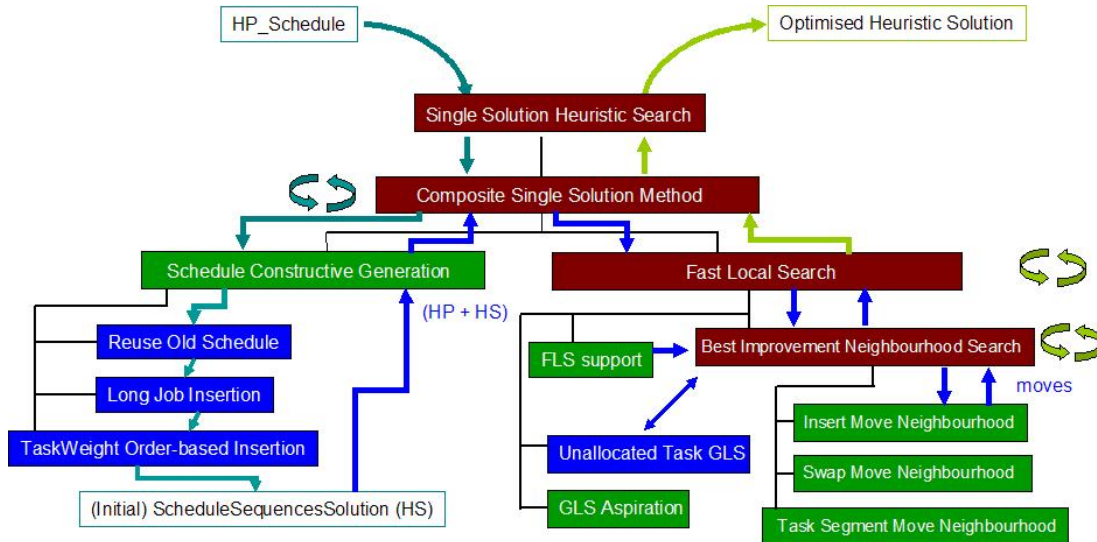 HP_Schedule
Optimised Heuristic Solution
Single Solution Heuristic Search
Composite Single Solution Method
Schedule Constructive Generation
Fast Local Search
(HP + HS)
Reuse Old Schedule
FLS support
Best Improvement Neighbourhood Search
Long Job Insertion
moves
Insert Move Neighbourhood
TaskWeight Order-based Insertion
Unallocated Task GLS
Swap Move Neighbourhood
(Initial) ScheduleSequencesSolution (HS)
GLS Aspiration
Task Segment Move Neighbourhood